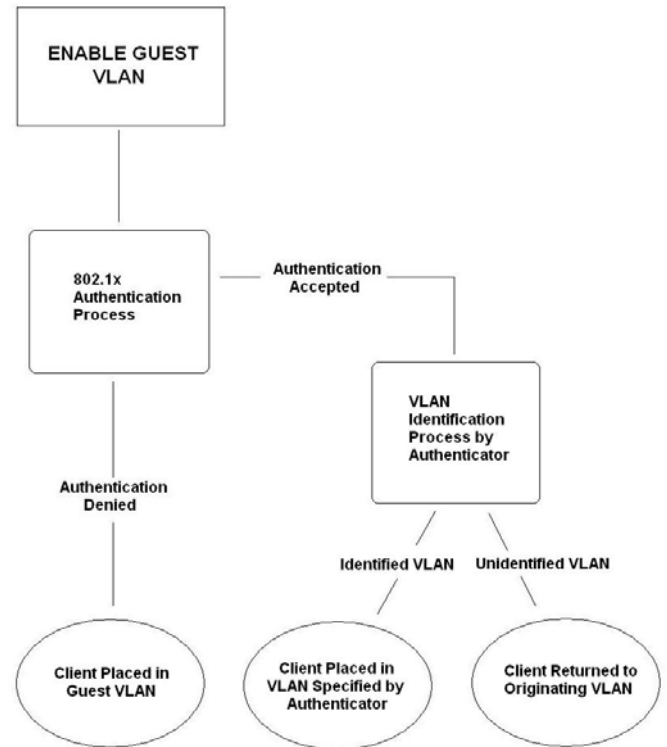 ENABLE GUEST
VLAN
802.1x
Authentication
Process
Authentication
Accepted
VLAN
Identification
Process by
Authenticator
Authentication
Denied
Identified VLAN
Unidentified VLAN
Client Placed in
Guest VLAN
Client Placed in
VLAN Specified by
Authenticator
Client Returned to
Originating VLAN